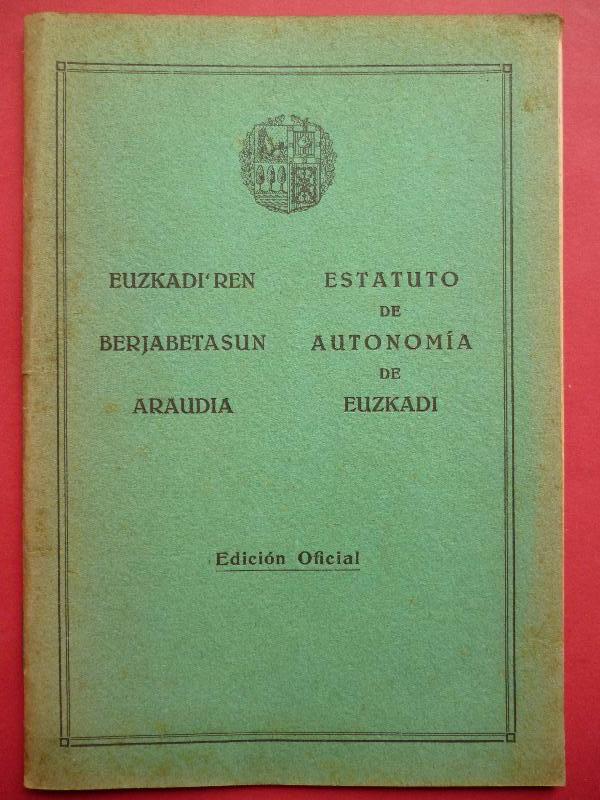 EUZKADI'REN
BERJABETASUN
ARAUDIA
ESTATUTO
DE
AUTONOMÍA
DE
EUZKADI
Edición Oficial